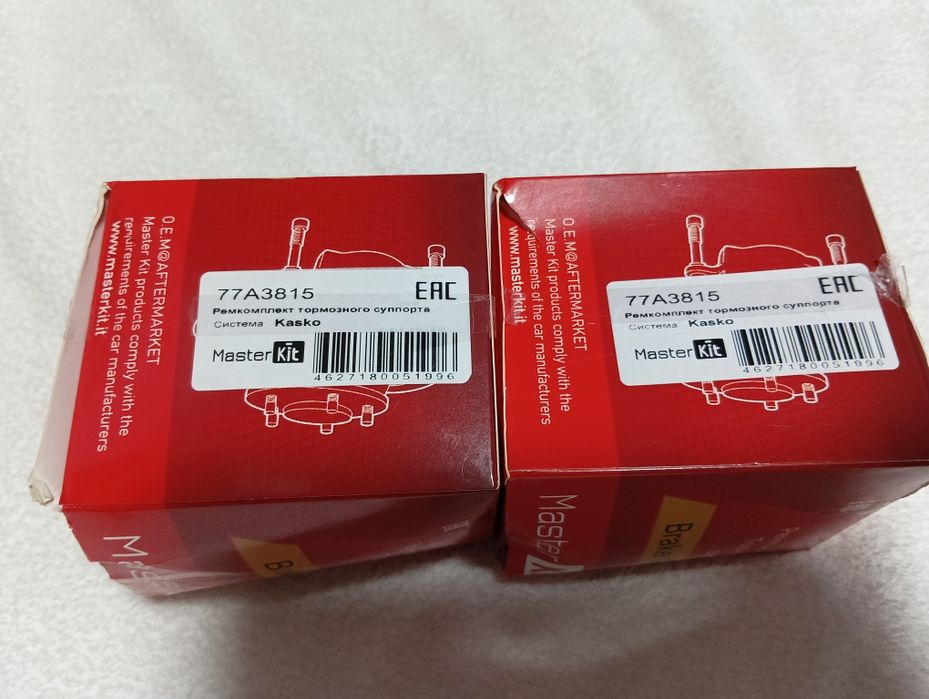 O.E.M@AFTERMARKET
Master Kit products comply with the
requirements of the car manufacturers
www.masterkit.it
77A3815
EAC
Ремкомплект тормозного суппорта
Система Kasko
Master Kit
4627180051996
O.E.M@AFTERMARKET
Master Kit products comply with the
requirements of the car manufacturers
www.masterkit.it
77A3815
EAC
Ремкомплект тормозного суппорта
Система Kasko
Master Kit
4627180051996
Master
Brake